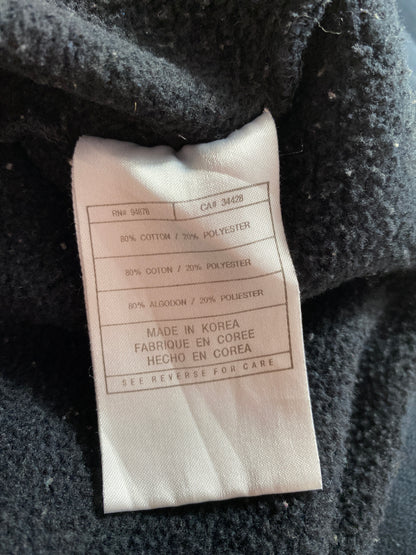 RN# 94876 CA# 34428
80% COTTON / 20% POLYESTER
80% COTON / 20% POLYESTER
80% ALGODON / 20% POLIESTER
MADE IN KOREA
FABRIQUE EN COREE
HECHO EN COREA
SEE REVERSE FOR CARE